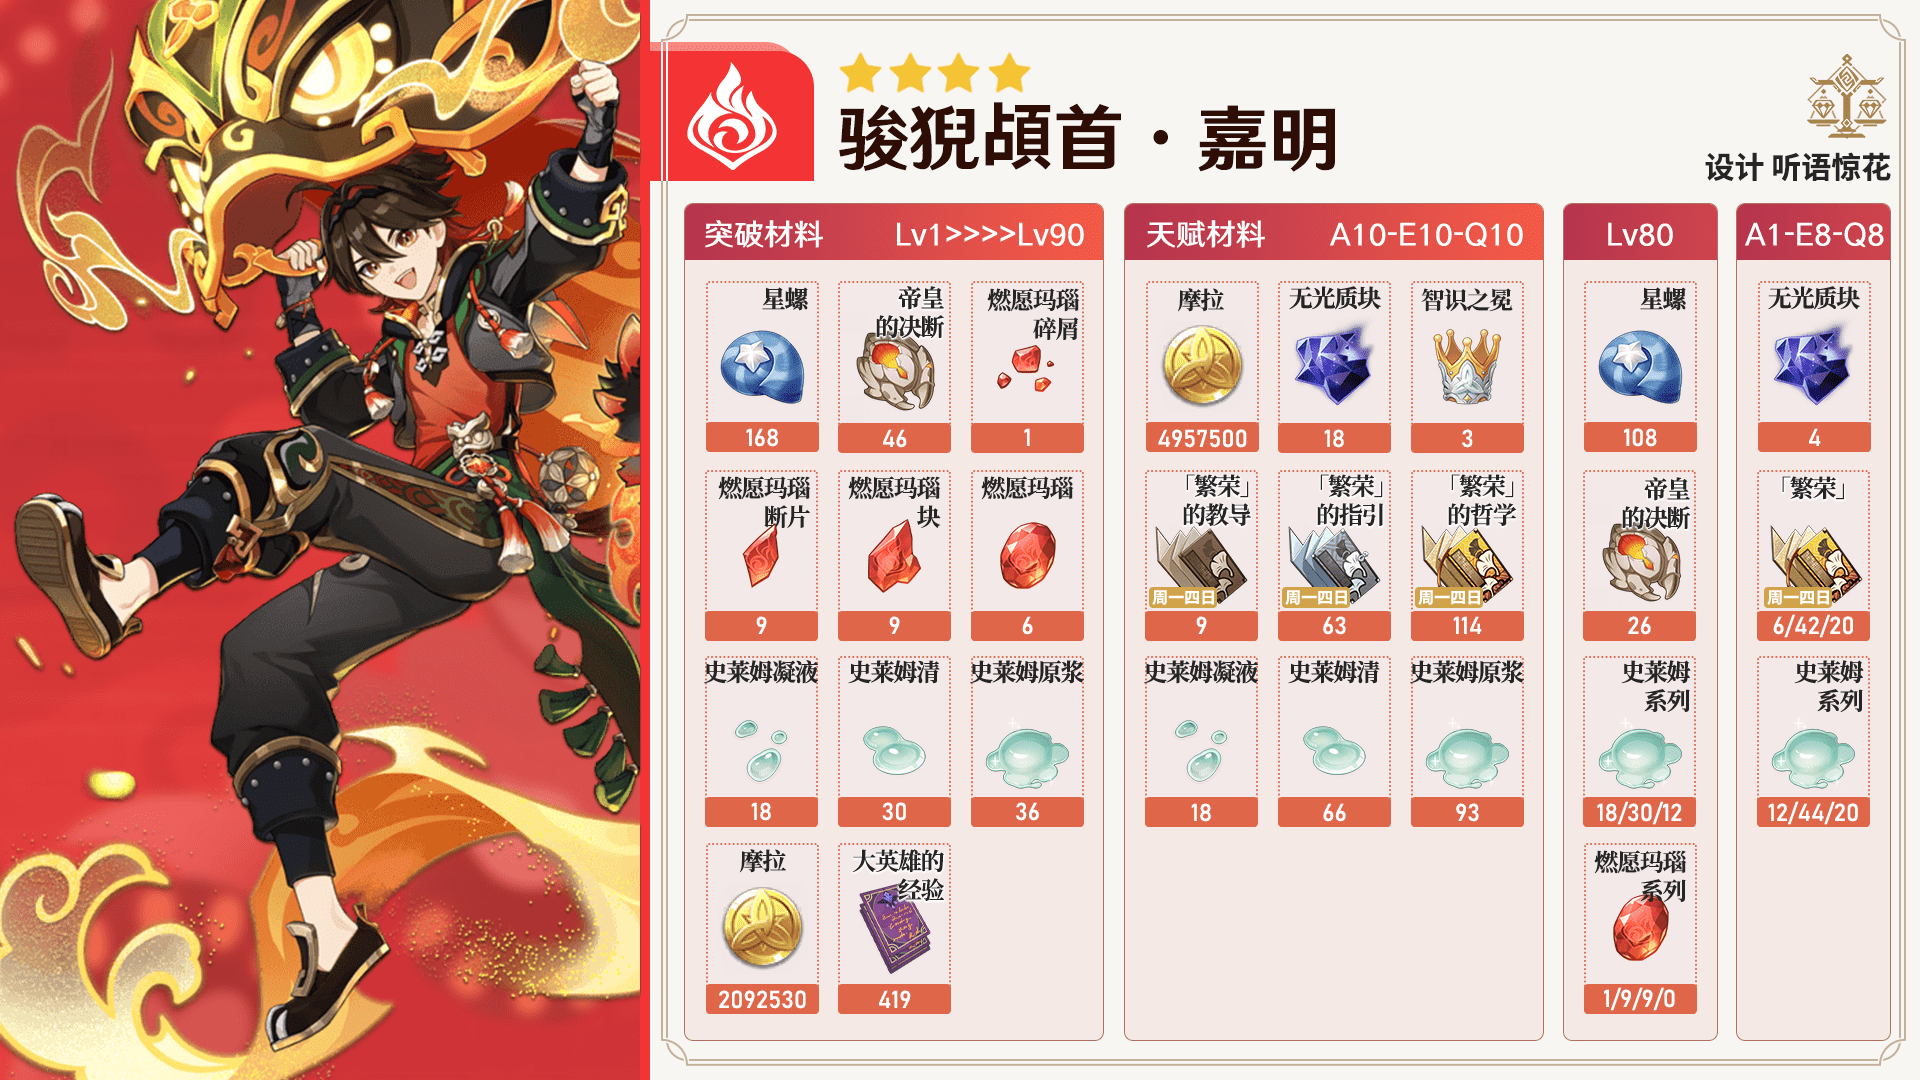 骏猊頔首·嘉明
设计 听语惊花
突破材料 Lv1>>>>Lv90
星螺
168
帝皇
的决断
46
燃愿玛瑙
碎屑
1
燃愿玛瑙
断片
9
燃愿玛瑙
块
9
燃愿玛瑙
6
史莱姆凝液
18
史莱姆清
30
史莱姆原浆
36
摩拉
2092530
大英雄的
经验
419
天赋材料 A10-E10-Q10
摩拉
4957500
无光质块
18
智识之冕
3
「繁荣」
的教导
周一四日
9
「繁荣」
的指引
周一四日
63
「繁荣」
的哲学
周一四日
114
史莱姆凝液
18
史莱姆清
66
史莱姆原浆
93
Lv80
星螺
108
帝皇
的决断
26
史莱姆
系列
18/30/12
燃愿玛瑙
系列
1/9/9/0
A1-E8-Q8
无光质块
4
「繁荣」
周一四日
6/42/20
史莱姆
系列
12/44/20